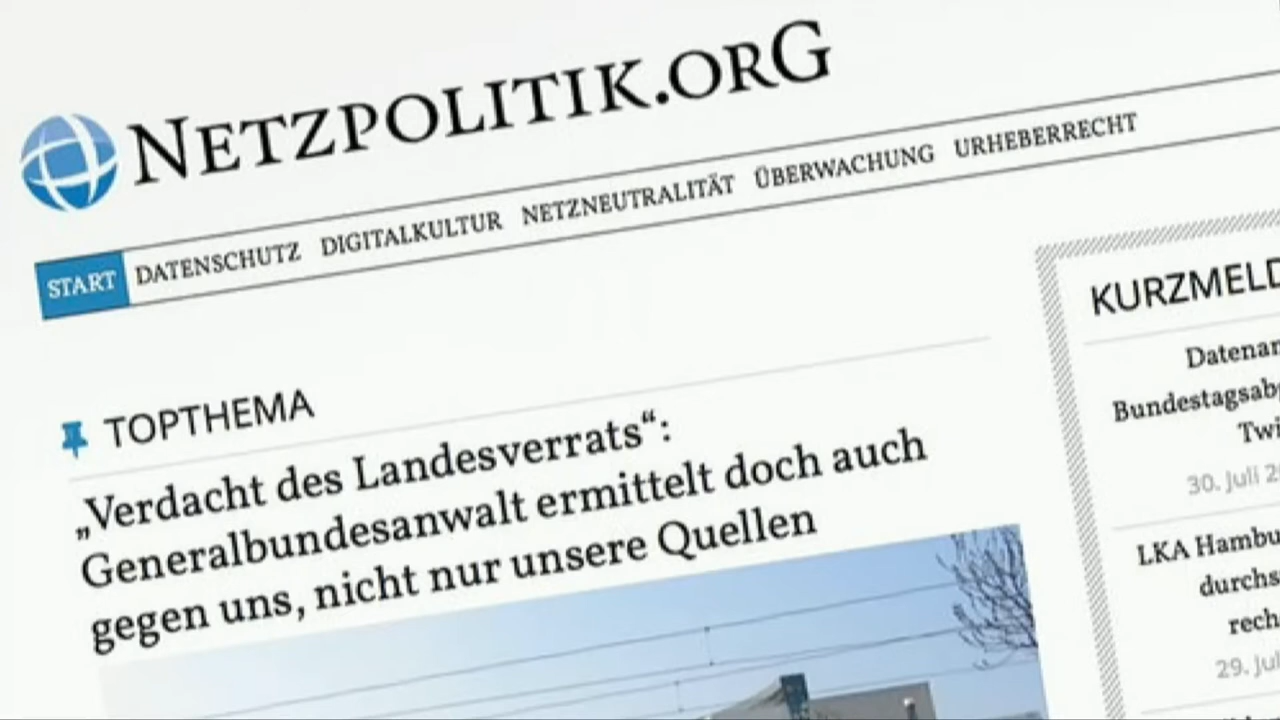 NETZPOLITIK.ORG
START DATENSCHUTZ DIGITALKULTUR NETZNEUTRALITÄT ÜBERWACHUNG URHEBERRECHT
TOPTHEMA
„Verdacht des Landesverrats“:
Generalbundesanwalt ermittelt doch auch
gegen uns, nicht nur unsere Quellen
KURZMELD
Datenan
Bundestagsabg
Twi
30. Juli 2
LKA Hambu
durchs
rech
29. Jul